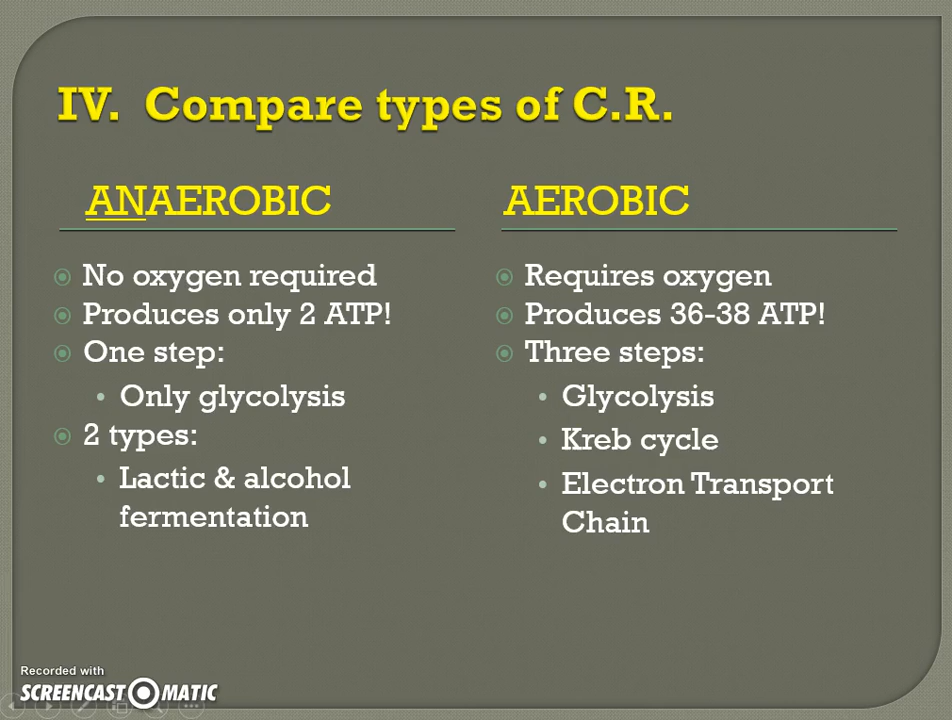 IV. Compare types of C.R.
ANAEROBIC
No oxygen required
Produces only 2 ATP!
One step:
Only glycolysis
2 types:
Lactic & alcohol
fermentation
AEROBIC
Requires oxygen
Produces 36-38 ATP!
Three steps:
Glycolysis
Kreb cycle
Electron Transport
Chain
Recorded with
SCREENCAST MATIC